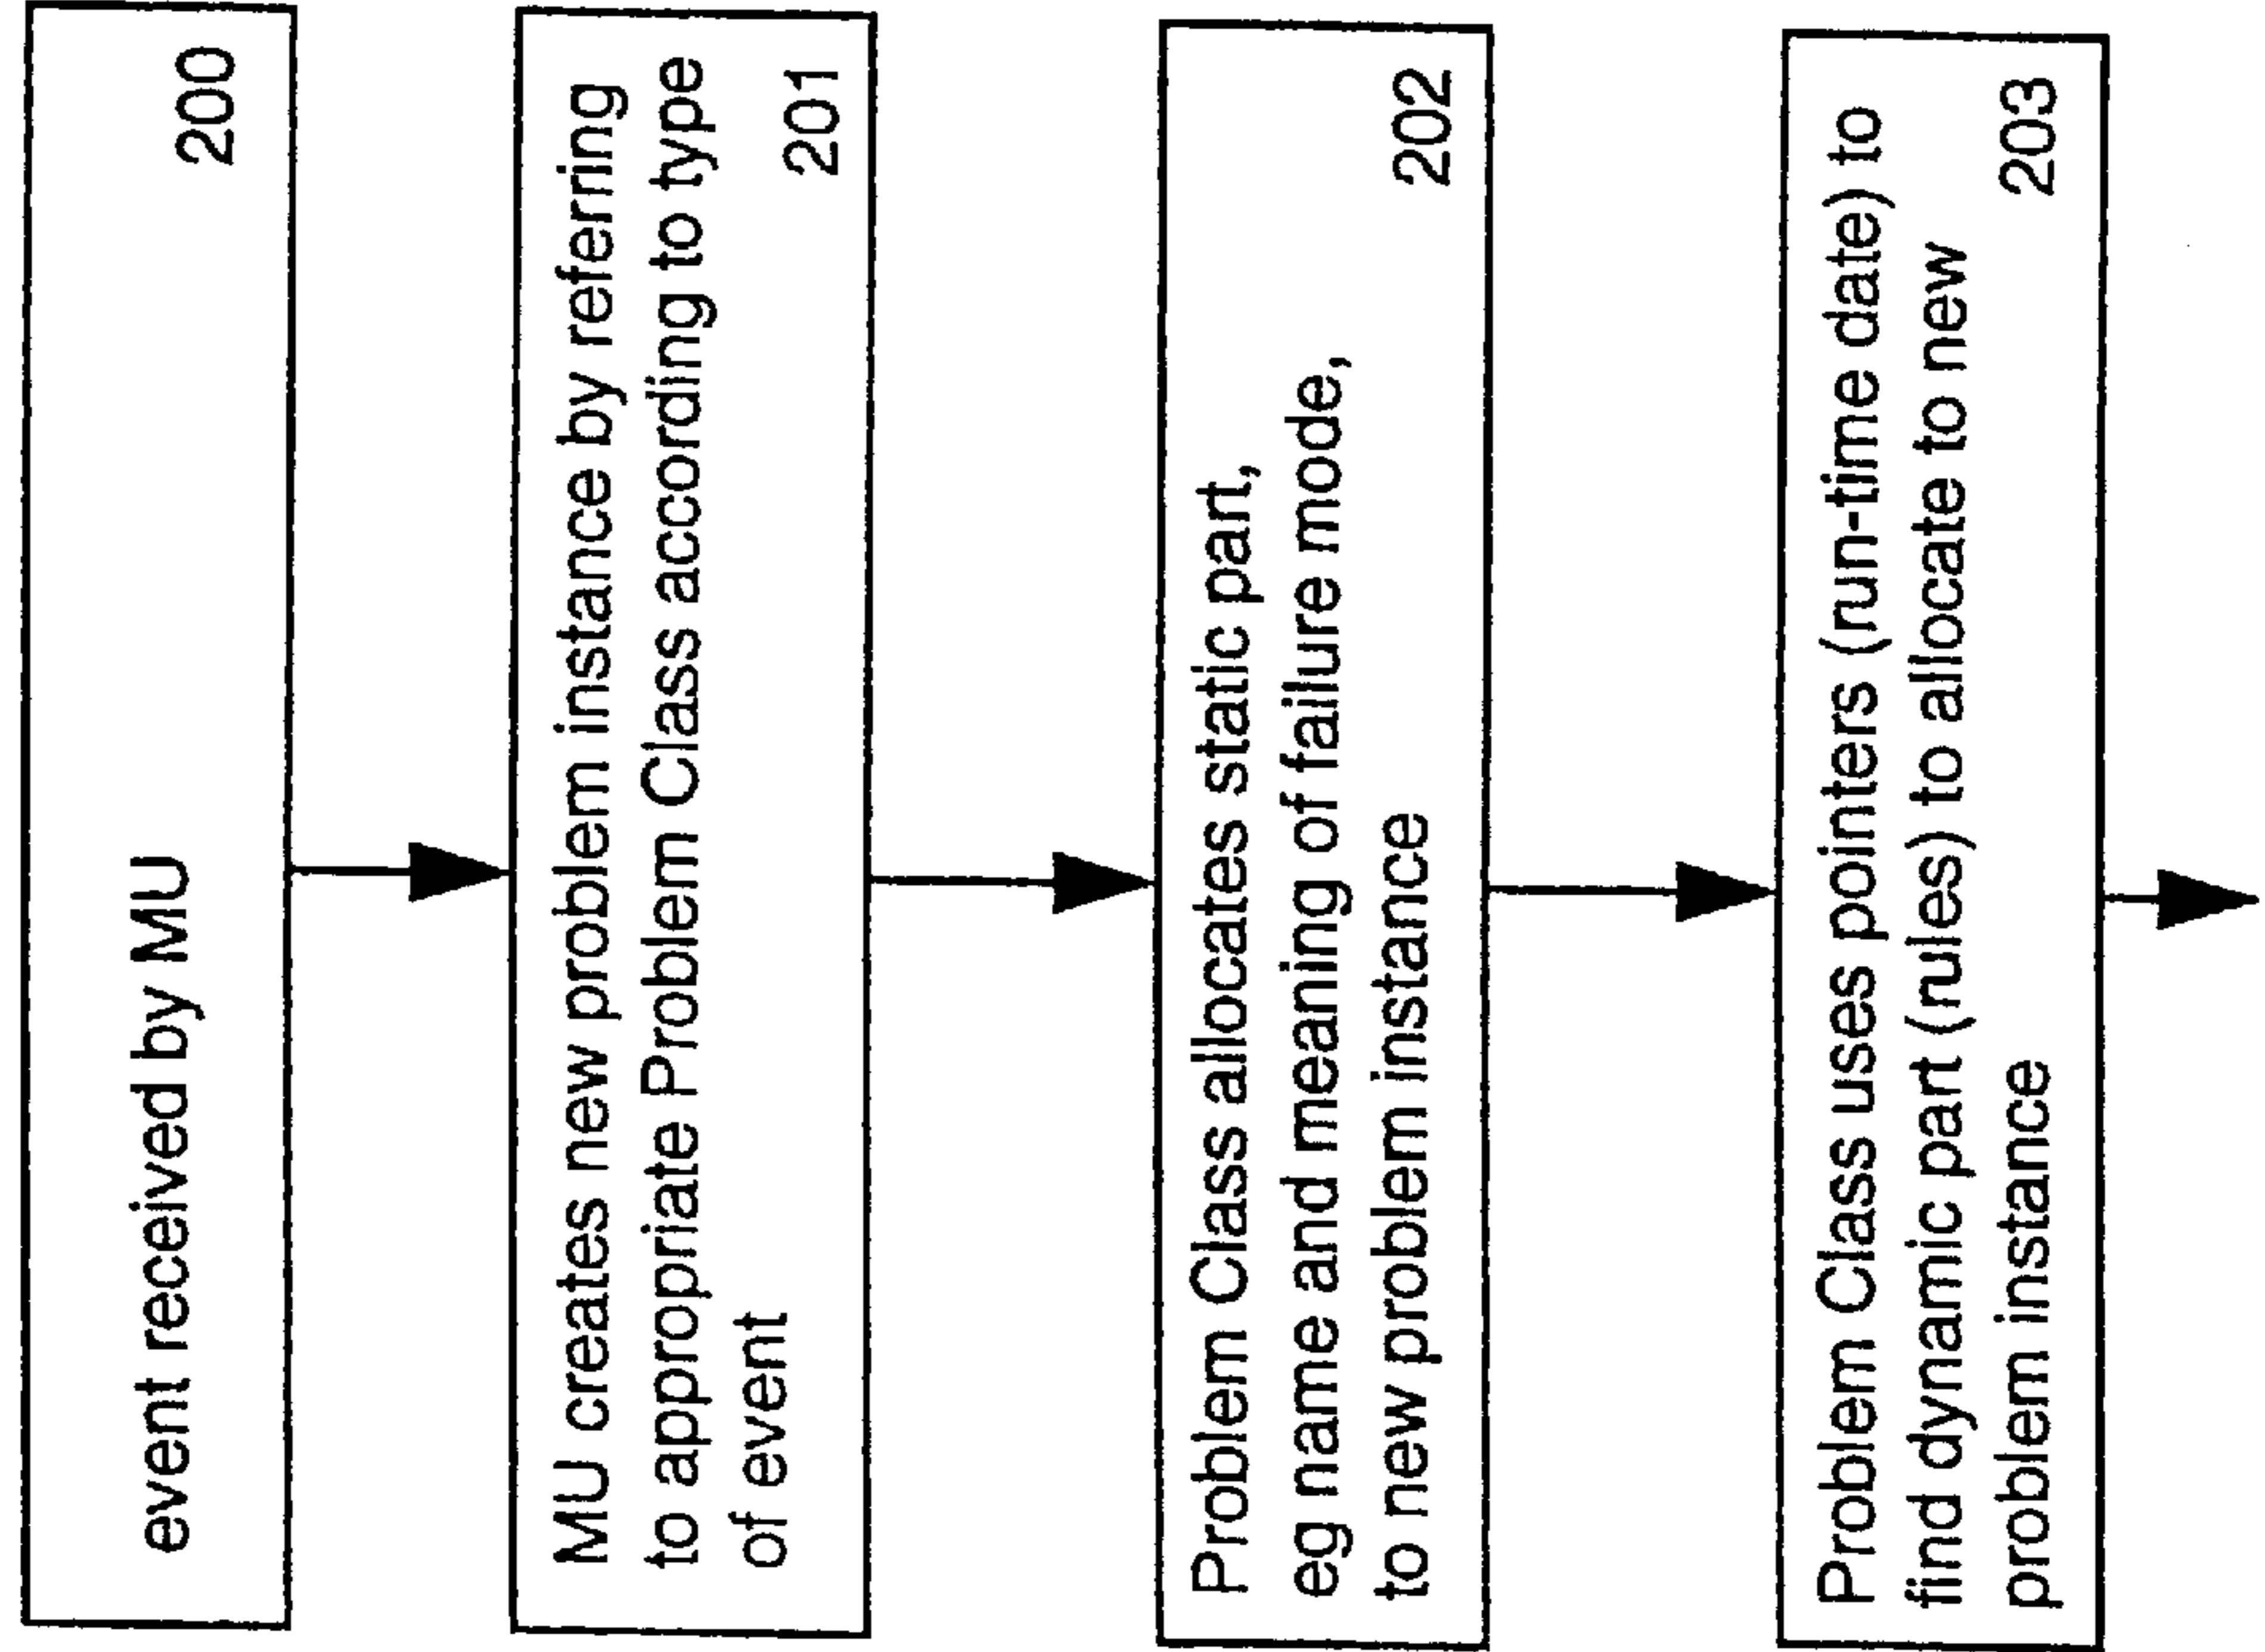 event received by MU
200
MU creates new problem instance by referring
to appropriate Problem Class according to type
of event
201
Problem Class allocates static part,
eg name and meaning of failure mode,
to new problem instance
202
Problem Class uses pointers (run-time date) to
find dynamic part (rules) to allocate to new
problem instance
203